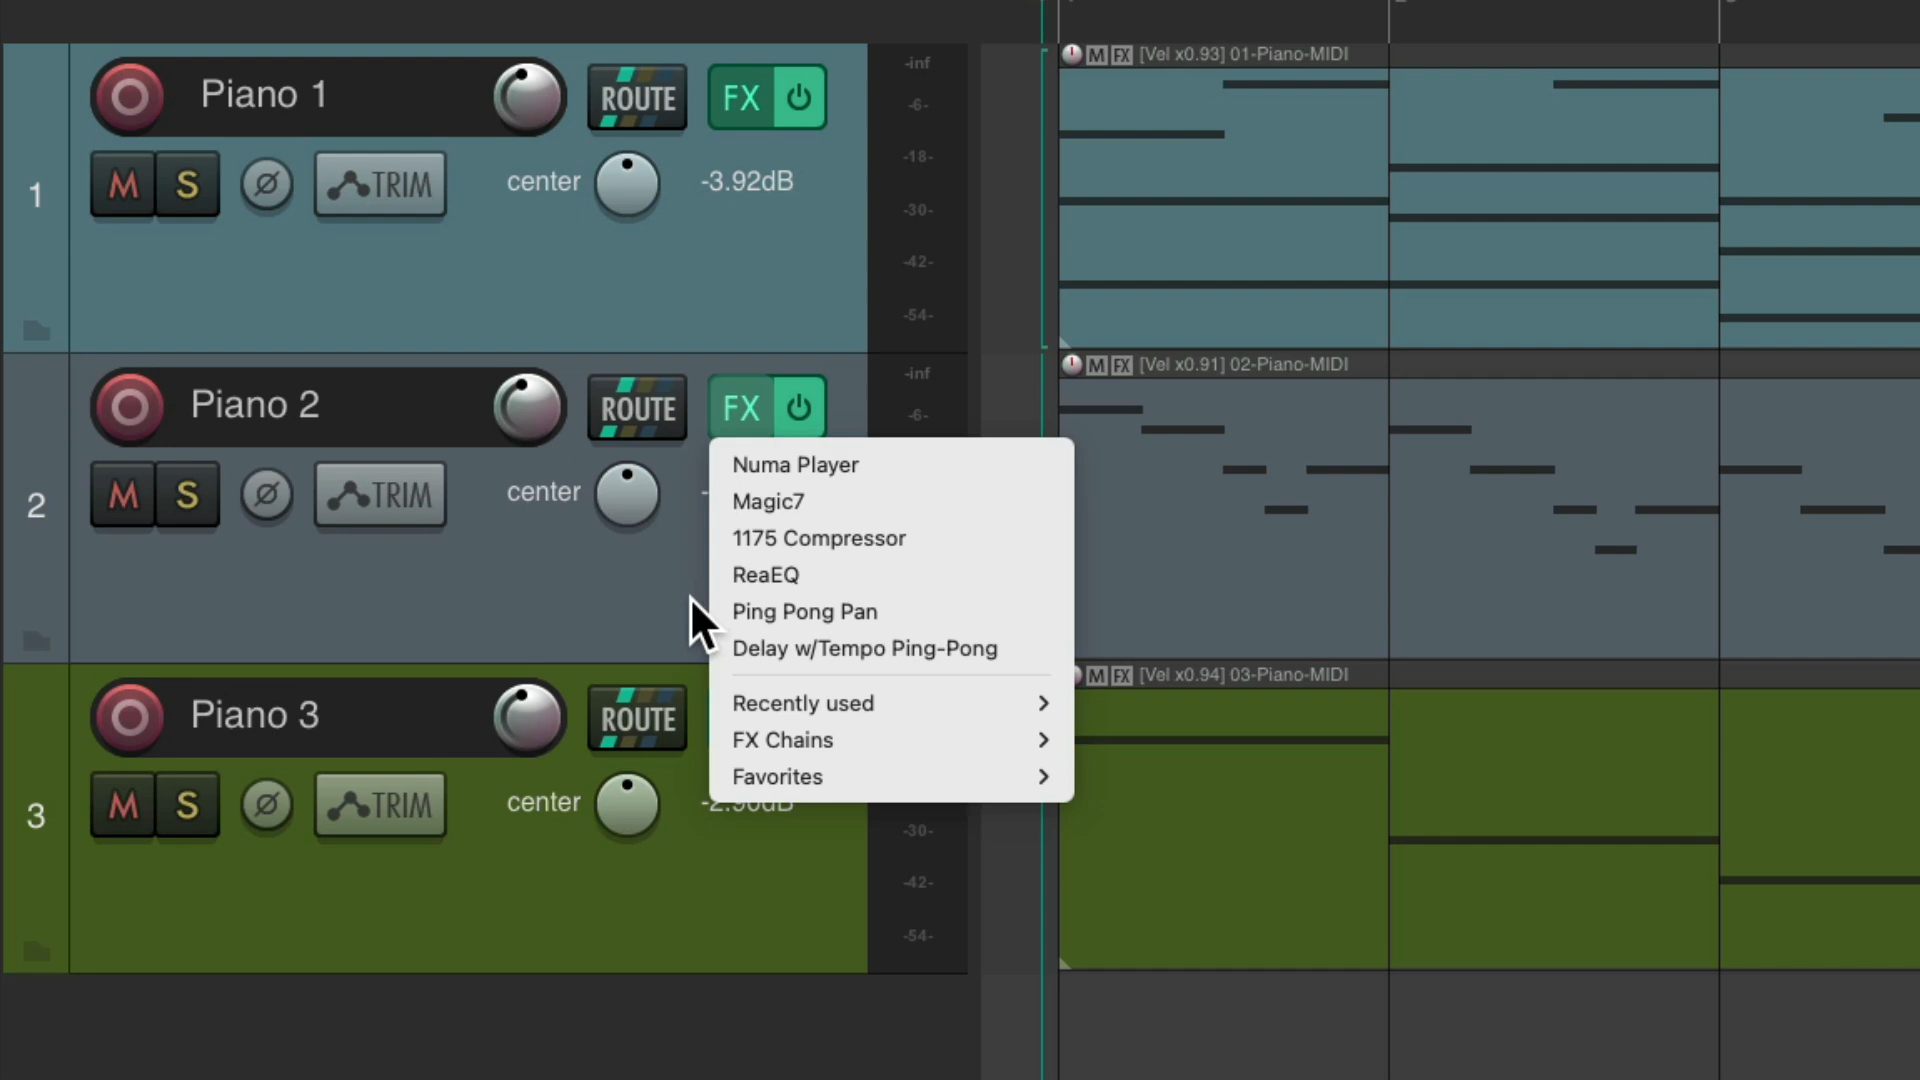 1
Piano 1
ROUTE
FX
M
S
TRIM
center
-3.92dB
-inf
-6-
-18-
-30-
-42-
-54-
M FX [Vel x0.93] 01-Piano-MIDI
2
Piano 2
ROUTE
FX
M
S
TRIM
center
-inf
-6-
M FX [Vel x0.91] 02-Piano-MIDI
Numa Player
Magic7
1175 Compressor
ReaEQ
Ping Pong Pan
Delay w/Tempo Ping-Pong
Recently used
FX Chains
Favorites
3
Piano 3
ROUTE
M
S
TRIM
center
-2.90dB
-30-
-42-
-54-
M FX [Vel x0.94] 03-Piano-MIDI